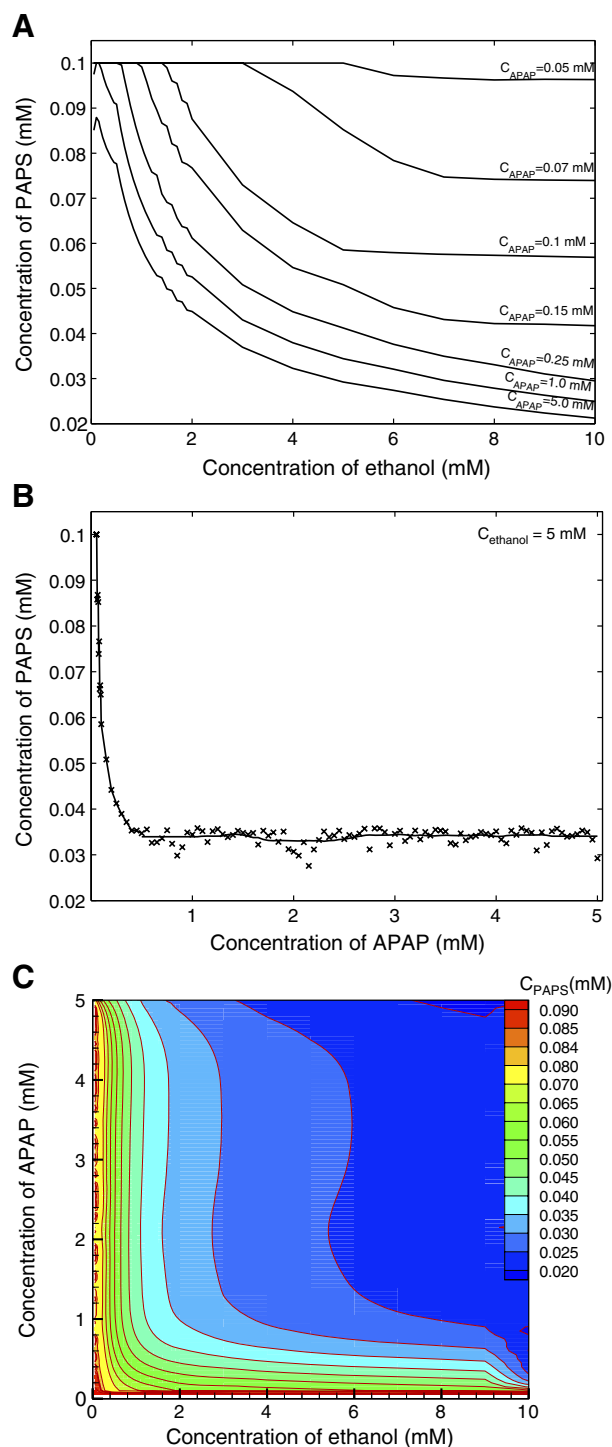 A
0.1
0.09
0.08
0.07
0.06
0.05
0.04
0.03
0.02
Concentration of PAPS (mM)
C_APAP=0.05 mM
C_APAP=0.07 mM
C_APAP=0.1 mM
C_APAP=0.15 mM
C_APAP=0.25 mM
C_APAP=1.0 mM
C_APAP=5.0 mM
0 2 4 6 8 10
Concentration of ethanol (mM)
B
C_ethanol = 5 mM
0.1
0.09
0.08
0.07
0.06
0.05
0.04
0.03
0.02
Concentration of PAPS (mM)
1 2 3 4 5
Concentration of APAP (mM)
C
C_PAPS(mM)
0.090
0.085
0.084
0.080
0.070
0.065
0.060
0.055
0.050
0.045
0.040
0.035
0.030
0.025
0.020
5
4
3
2
1
0
Concentration of APAP (mM)
0 2 4 6 8 10
Concentration of ethanol (mM)